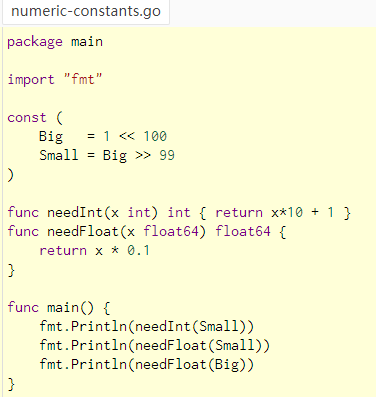 numeric-constants.go
package main
import "fmt"
const (
    Big   = 1 << 100
    Small = Big >> 99
)
func needInt(x int) int { return x*10 + 1 }
func needFloat(x float64) float64 {
    return x * 0.1
}
func main() {
    fmt.Println(needInt(Small))
    fmt.Println(needFloat(Small))
    fmt.Println(needFloat(Big))
}